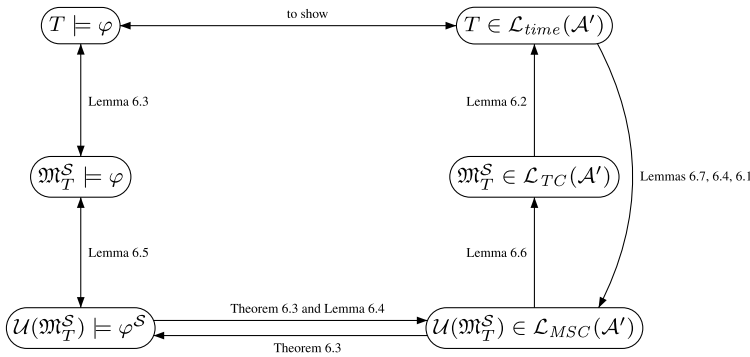 T ⊨ φ
to show
T ∈ ℒ_time(𝒜′)
Lemma 6.3
Lemma 6.2
𝔐_T^𝒮 ⊨ φ
𝔐_T^𝒮 ∈ ℒ_TC(𝒜′)
Lemmas 6.7, 6.4, 6.1
Lemma 6.5
Lemma 6.6
𝒰(𝔐_T^𝒮) ⊨ φ^𝒮
Theorem 6.3 and Lemma 6.4
Theorem 6.3
𝒰(𝔐_T^𝒮) ∈ ℒ_MSC(𝒜′)